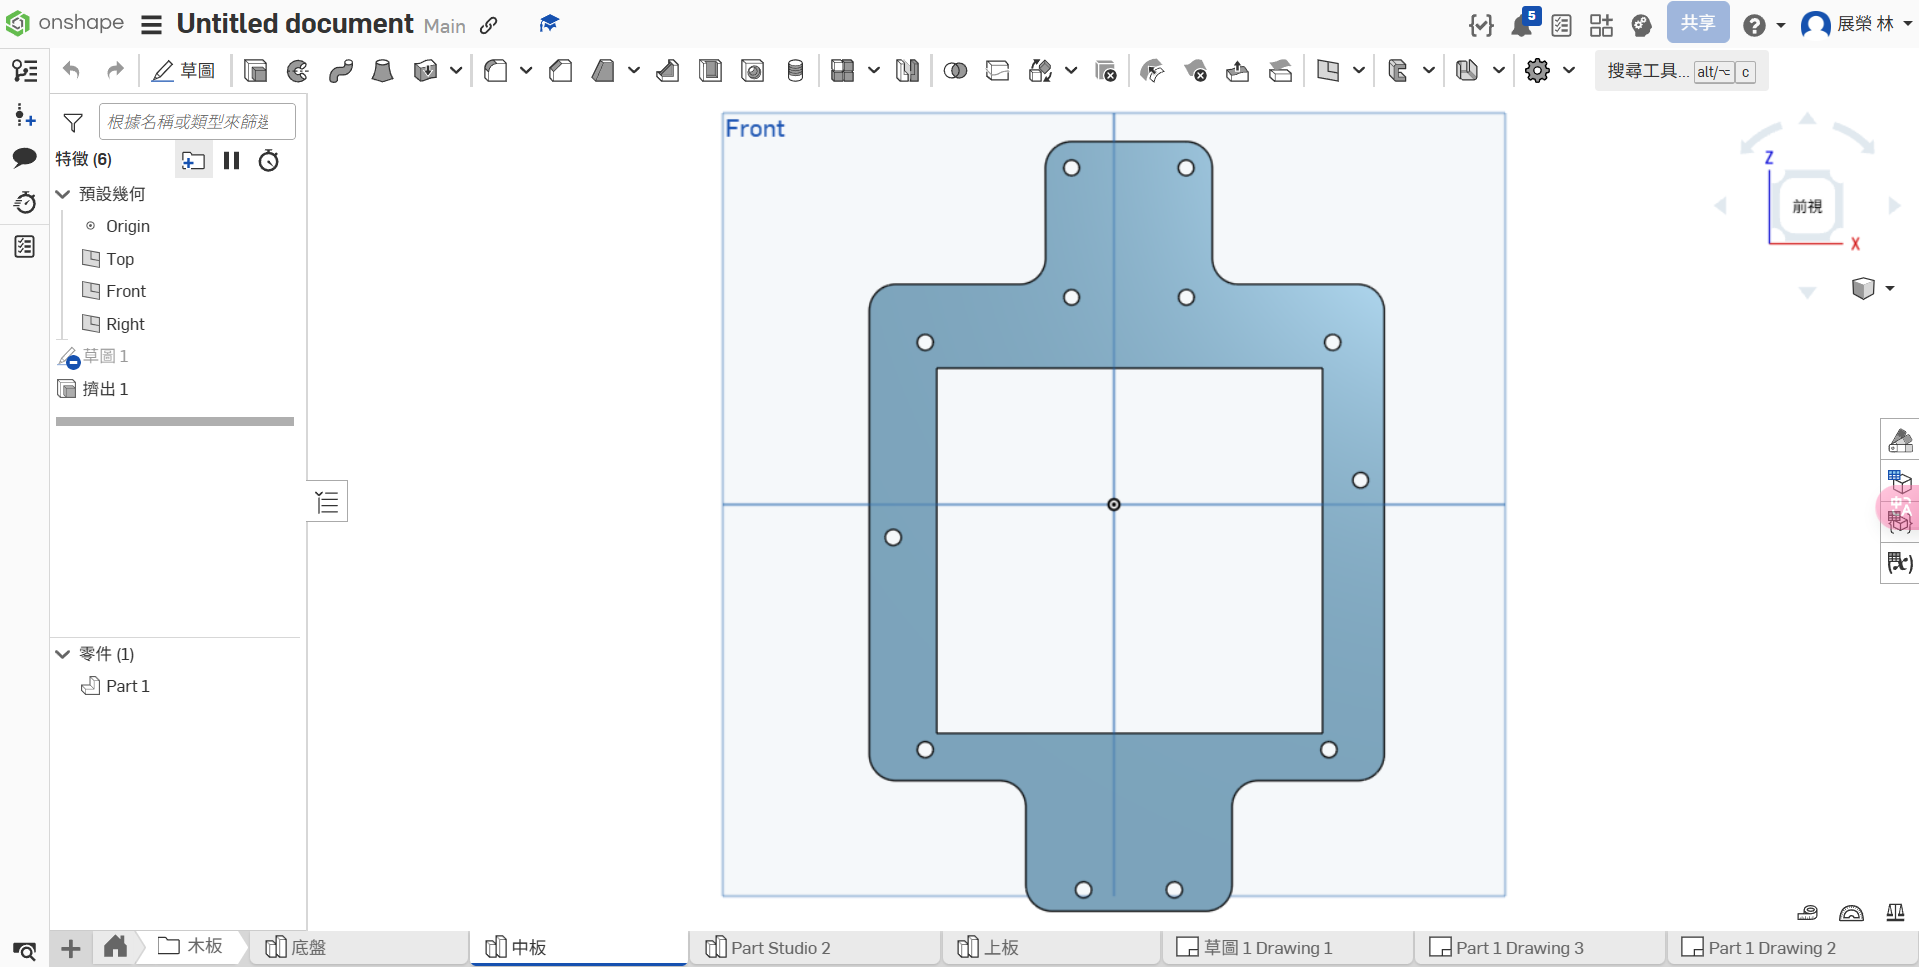 onshape Untitled document Main 5 共享 展榮 林
草圖 搜尋工具... alt/⌥ c
根據名稱或類型來篩選
特徵 (6)
預設幾何
Origin
Top
Front
Right
草圖 1
擠出 1
零件 (1)
Part 1
Front
Z
前視
X
(x)
木板 底盤 中板 Part Studio 2 上板 草圖 1 Drawing 1 Part 1 Drawing 3 Part 1 Drawing 2